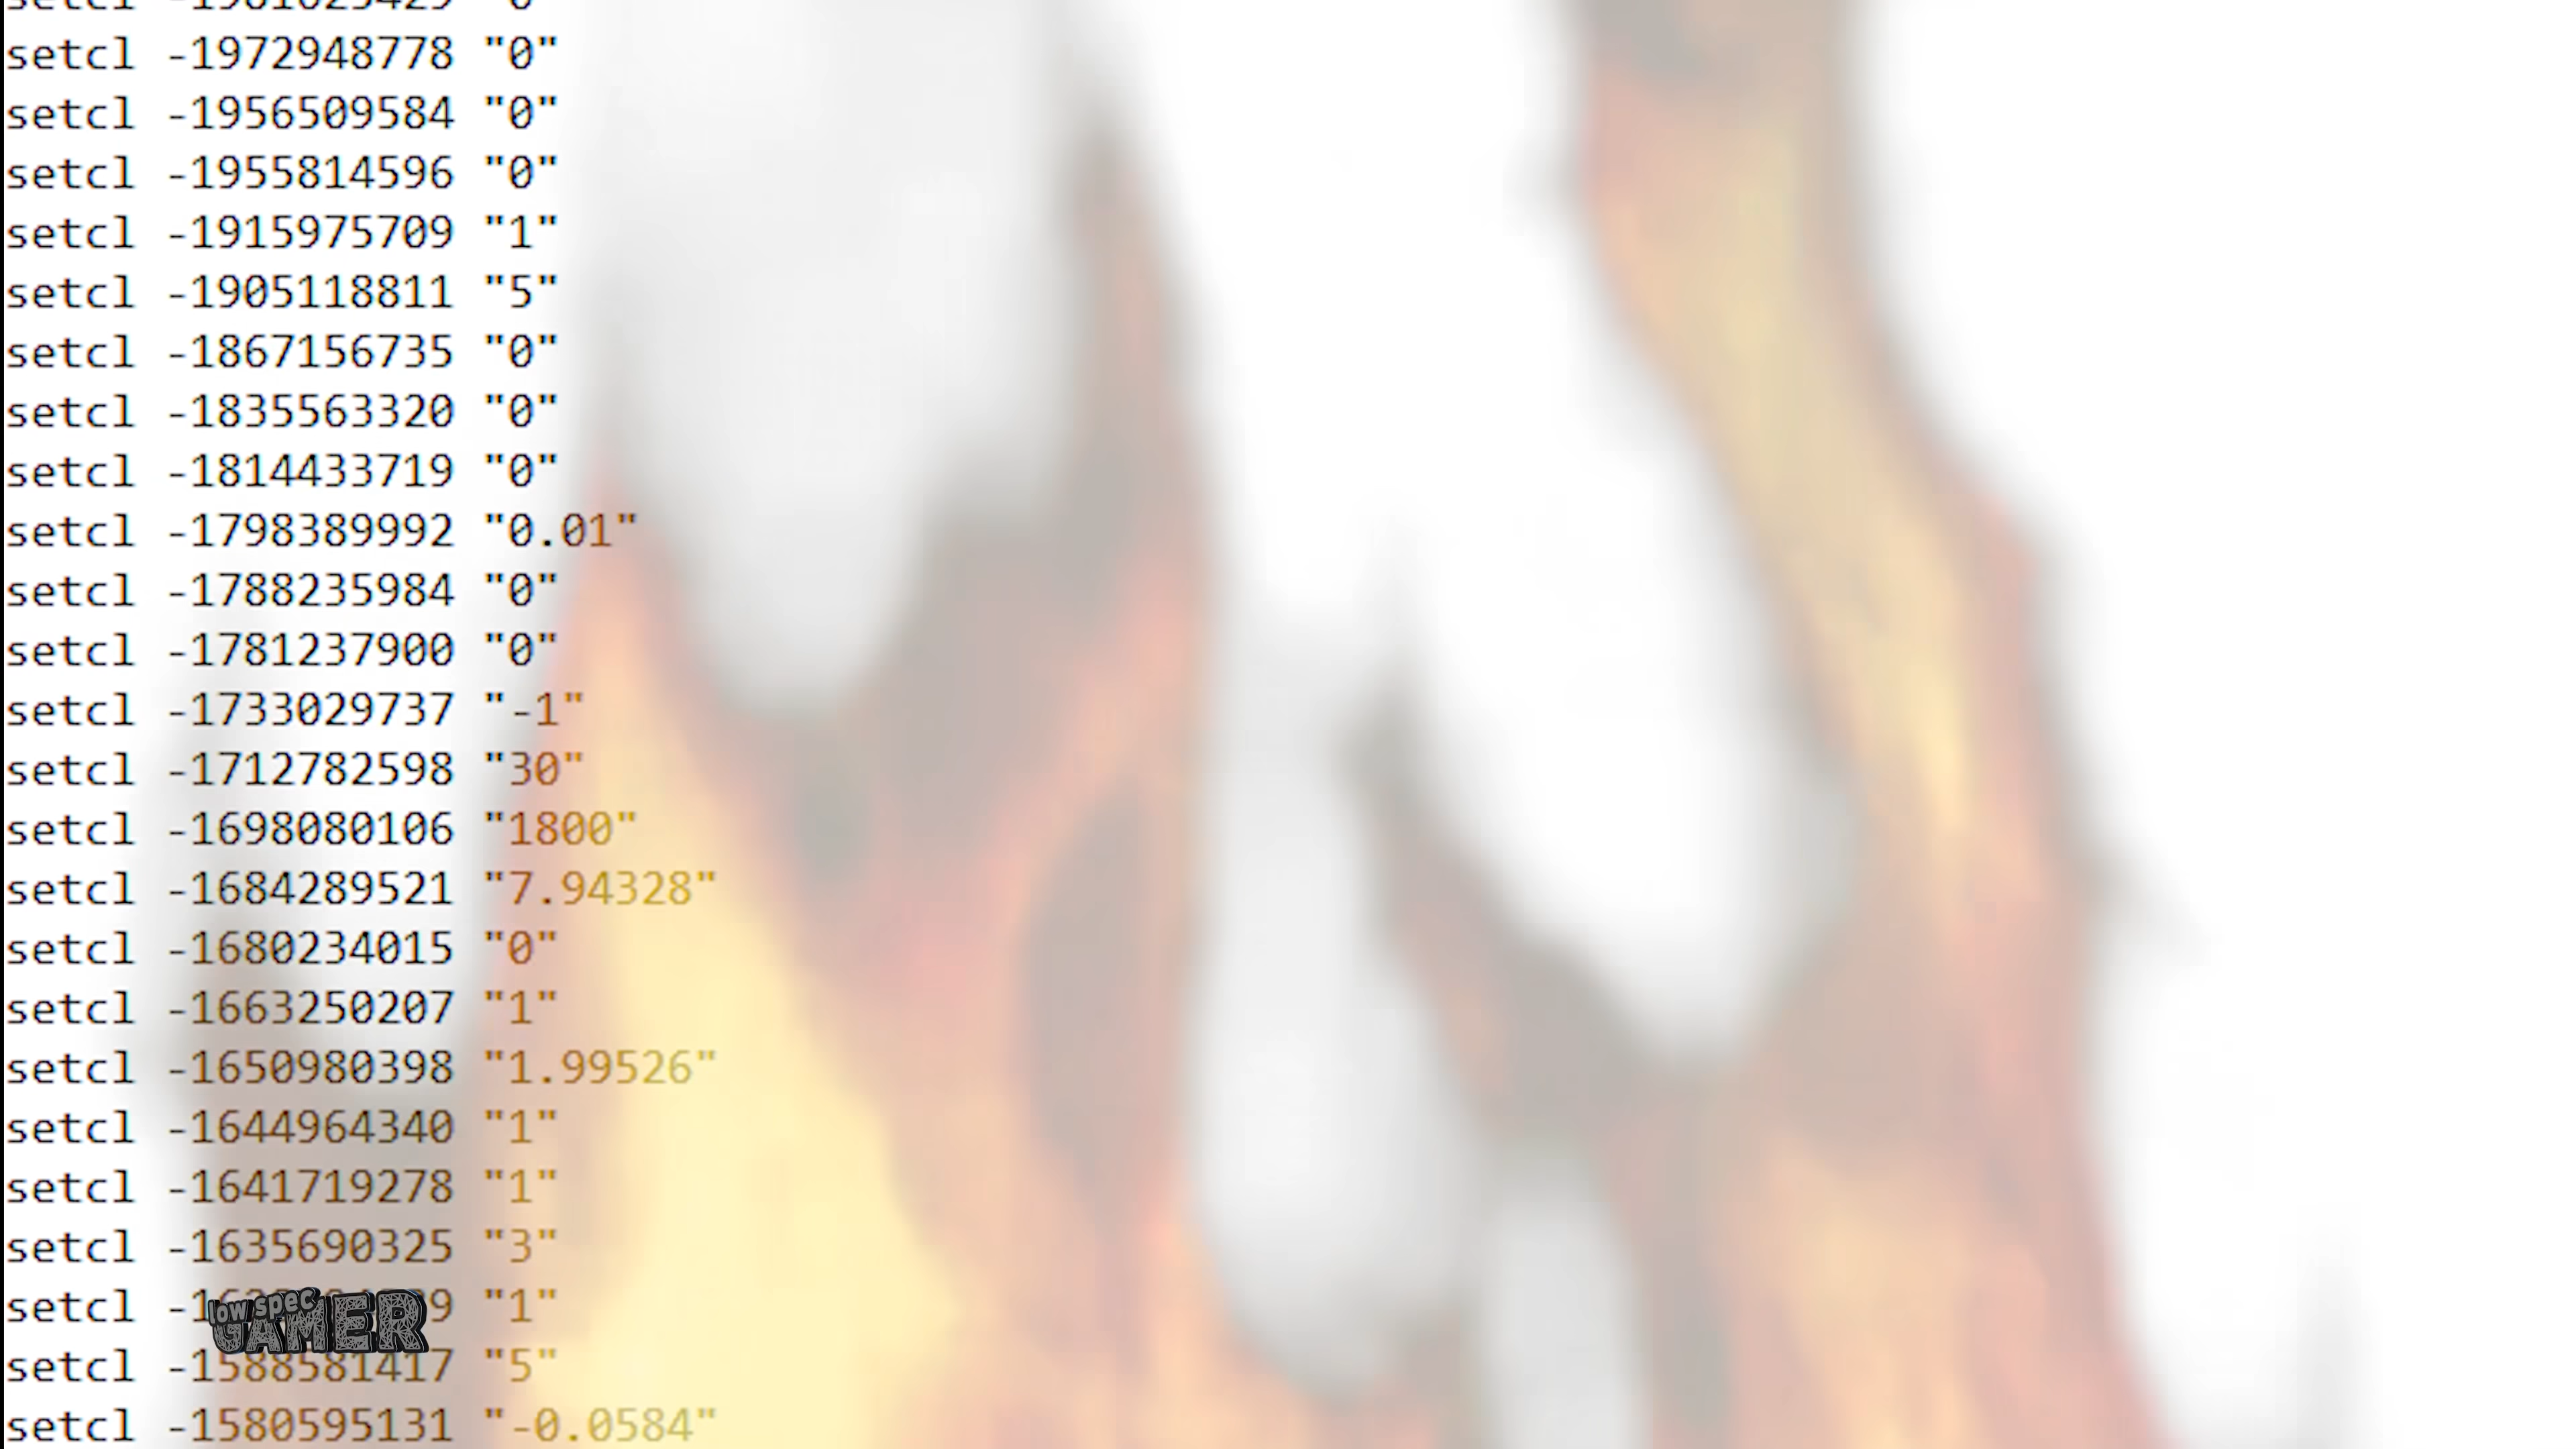 setcl -1972948778 "0"
setcl -1956509584 "0"
setcl -1955814596 "0"
setcl -1915975709 "1"
setcl -1905118811 "5"
setcl -1867156735 "0"
setcl -1835563320 "0"
setcl -1814433719 "0"
setcl -1798389992 "0.01"
setcl -1788235984 "0"
setcl -1781237900 "0"
setcl -1733029737 "-1"
setcl -1712782598 "30"
setcl -1698080106 "1800"
setcl -1684289521 "7.94328"
setcl -1680234015 "0"
setcl -1663250207 "1"
setcl -1650980398 "1.99526"
setcl -1644964340 "1"
setcl -1641719278 "1"
setcl -1635690325 "3"
setcl "1"
low spec
GAMER
setcl -1588581417 "5"
setcl -1580595131 "-0.0584"